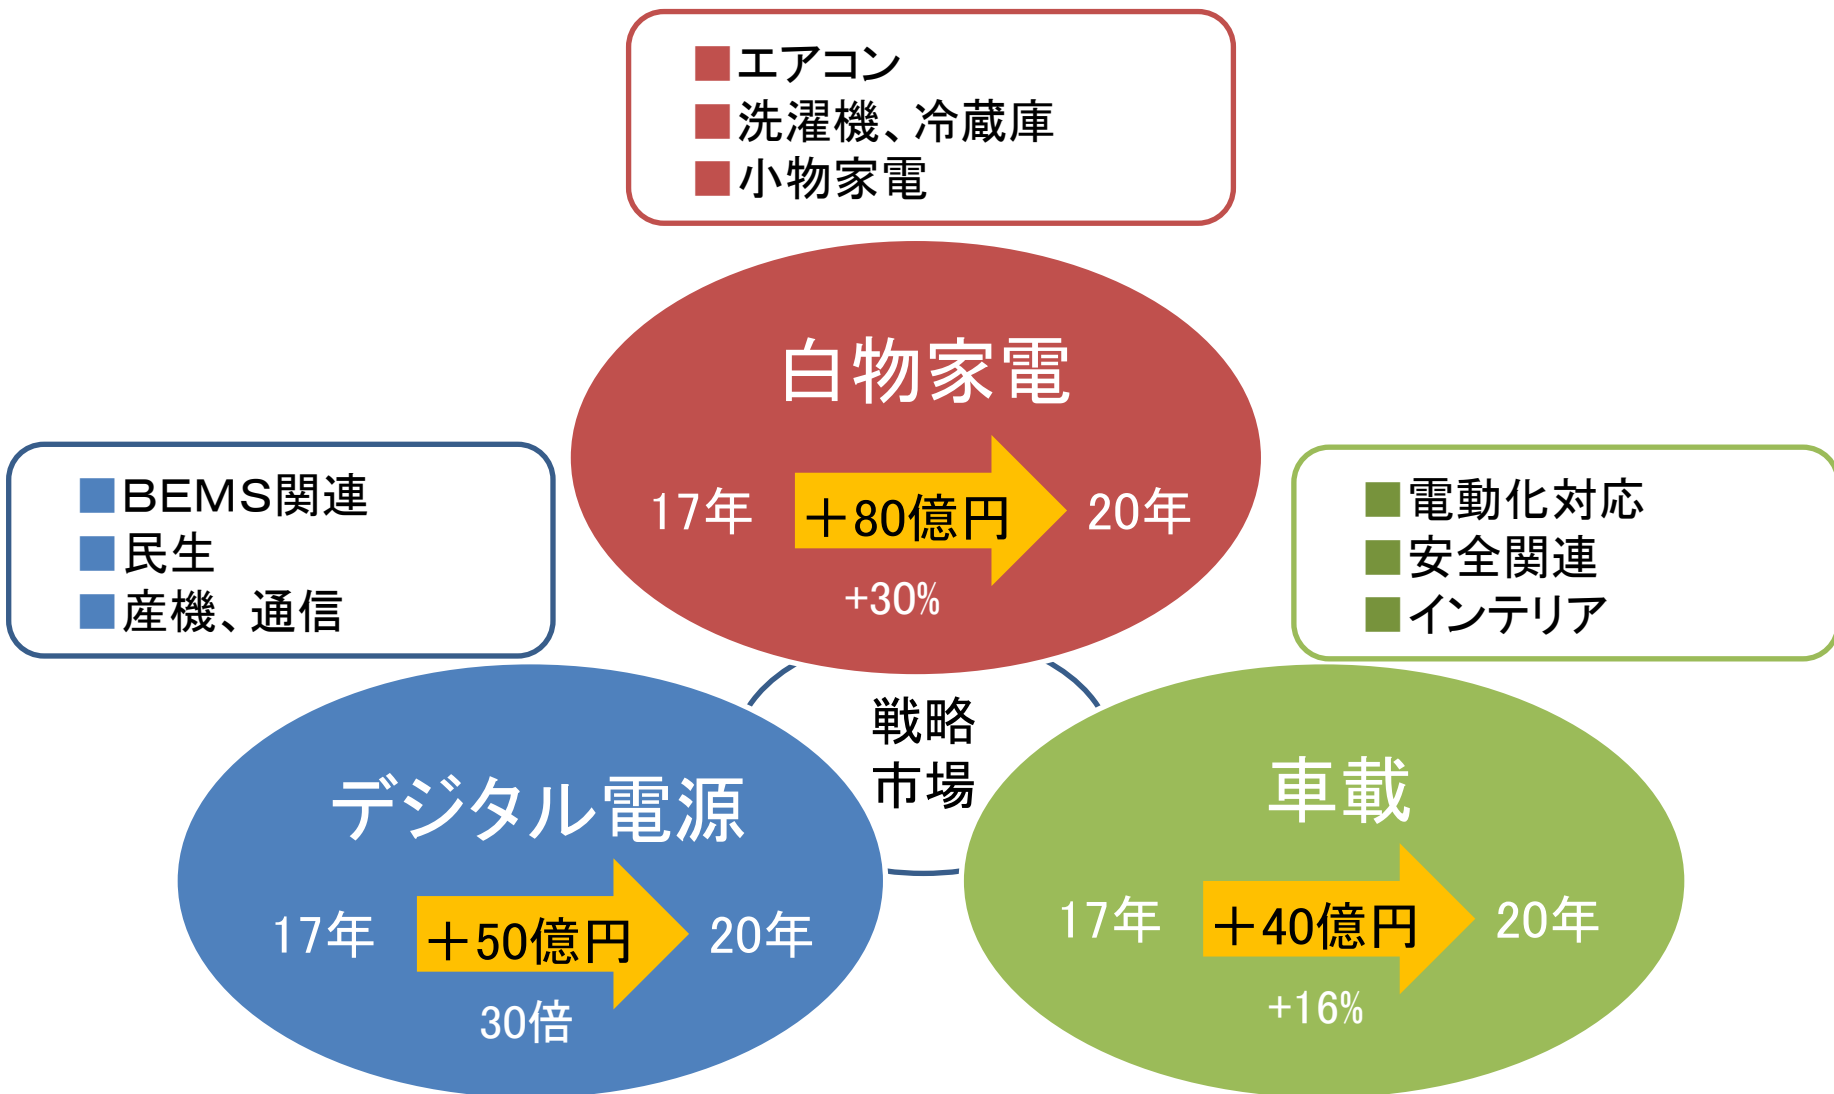 ■エアコン
■洗濯機、冷蔵庫
■小物家電
白物家電
17年 ＋80億円 20年
+30%
■ＢＥＭＳ関連
■民生
■産機、通信
■電動化対応
■安全関連
■インテリア
戦略
市場
デジタル電源
17年 ＋50億円 20年
30倍
車載
17年 ＋40億円 20年
+16%